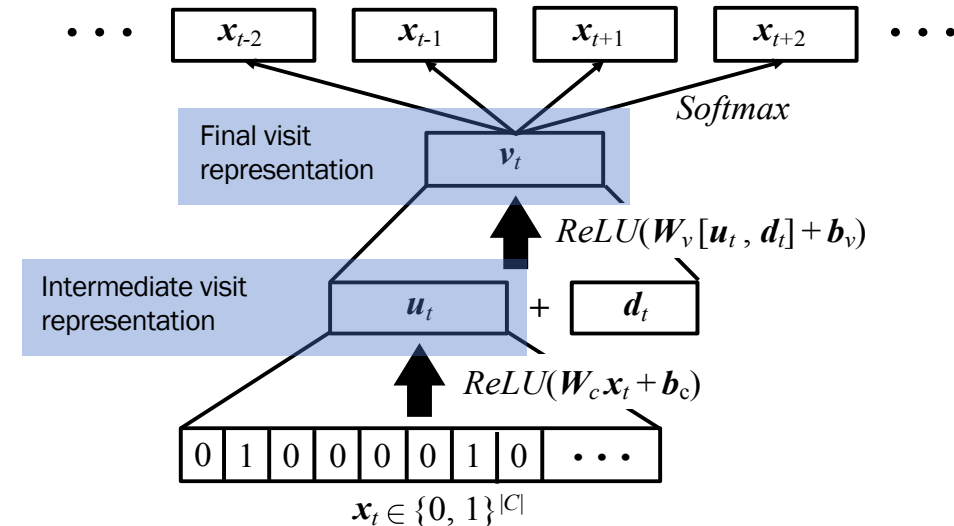 • • • x_{t-2} x_{t-1} x_{t+1} x_{t+2} • • •
Softmax
Final visit
representation
v_t
ReLU(W_v [u_t , d_t] + b_v)
Intermediate visit
representation
u_t + d_t
ReLU(W_c x_t + b_c)
0 1 0 0 0 0 1 0 • • •
x_t ∈ {0, 1}^{|C|}